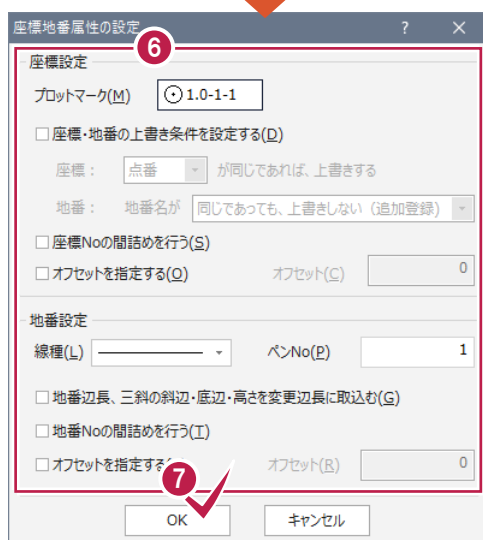 座標地番属性の設定 ? ×
6
座標設定
プロットマーク(M) 1.0-1-1
座標・地番の上書き条件を設定する(D)
座標： 点番 が同じであれば、上書きする
地番： 地番名が 同じであっても、上書きしない（追加登録）
座標Noの間詰めを行う(S)
オフセットを指定する(O) オフセット(C) 0
地番設定
線種(L) ペンNo(P) 1
地番辺長、三斜の斜辺・底辺・高さを変更辺長に取込む(G)
地番Noの間詰めを行う(T)
オフセットを指定する オフセット(R) 0
7
OK キャンセル